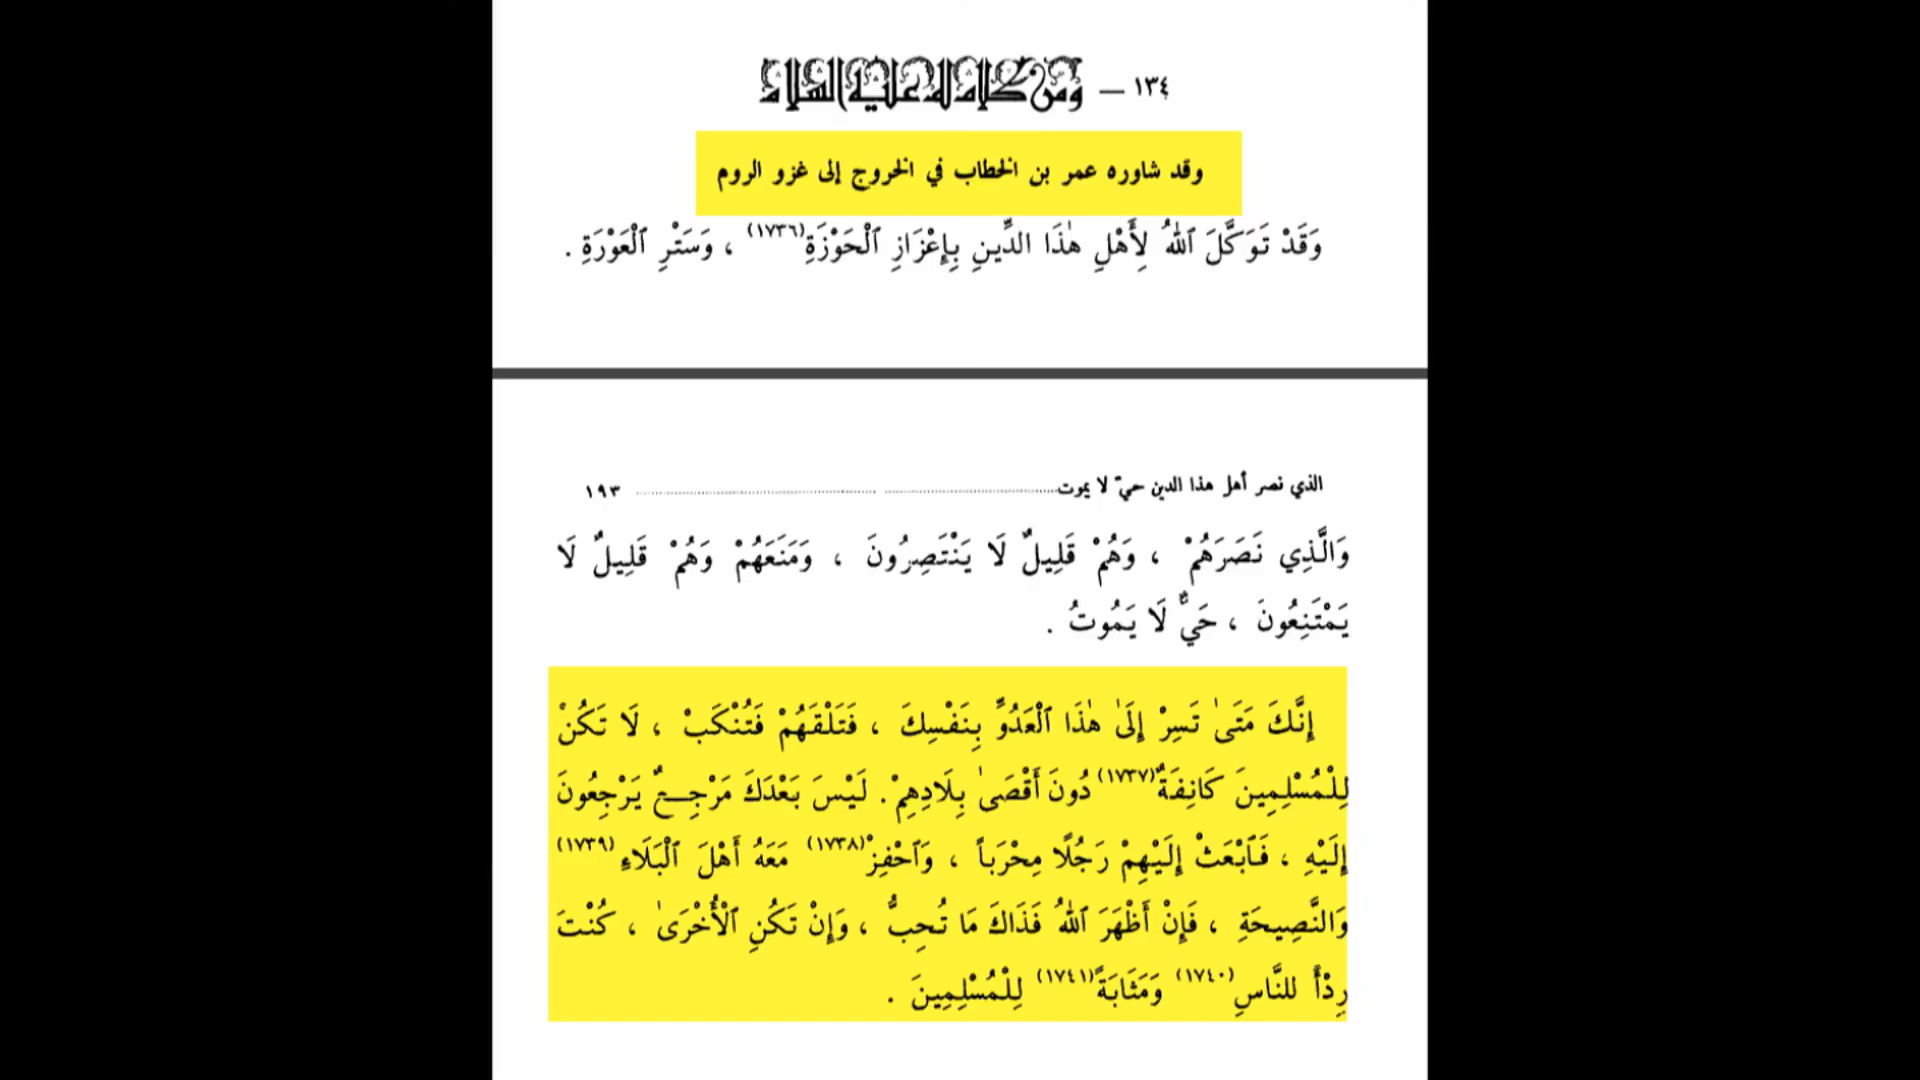 ١٣٤ — ومن كلام له عليه السلام
وقد شاوره عمر بن الخطاب في الخروج إلى غزو الروم
وَقَدْ تَوَكَّلَ ٱللهُ لِأَهْلِ هٰذَا الدِّينِ بِإِعْزَازِ ٱلْحَوْزَةِ(١٧٣٦) ، وَسَتْرِ ٱلْعَوْرَةِ .
الذي نصر أهل هذا الدين حيّ لا يموت ........ ١٩٣
وَالَّذِي نَصَرَهُمْ ، وَهُمْ قَلِيلٌ لَا يَنْتَصِرُونَ ، وَمَنَعَهُمْ وَهُمْ قَلِيلٌ لَا
يَمْتَنِعُونَ ، حَيٌّ لَا يَمُوتُ .
إِنَّكَ مَتَىٰ تَسِرْ إِلَىٰ هٰذَا ٱلْعَدُوِّ بِنَفْسِكَ ، فَتَلْقَهُمْ فَتُنْكَبْ ، لَا تَكُنْ
لِلْمُسْلِمِينَ كَانِفَةٌ(١٧٣٧) دُونَ أَقْصَىٰ بِلَادِهِمْ . لَيْسَ بَعْدَكَ مَرْجِعٌ يَرْجِعُونَ
إِلَيْهِ ، فَٱبْعَثْ إِلَيْهِمْ رَجُلًا مِحْرَباً ، وَٱحْفِزْ(١٧٣٨) مَعَهُ أَهْلَ ٱلْبَلَاءِ(١٧٣٩)
وَالنَّصِيحَةِ ، فَإِنْ أَظْهَرَ ٱللهُ فَذَاكَ مَا تُحِبُّ ، وَإِنْ تَكُنِ ٱلْأُخْرَىٰ ، كُنْتَ
رِدْأً للنَّاسِ(١٧٤٠) وَمَثَابَةً(١٧٤١) لِلْمُسْلِمِينَ .